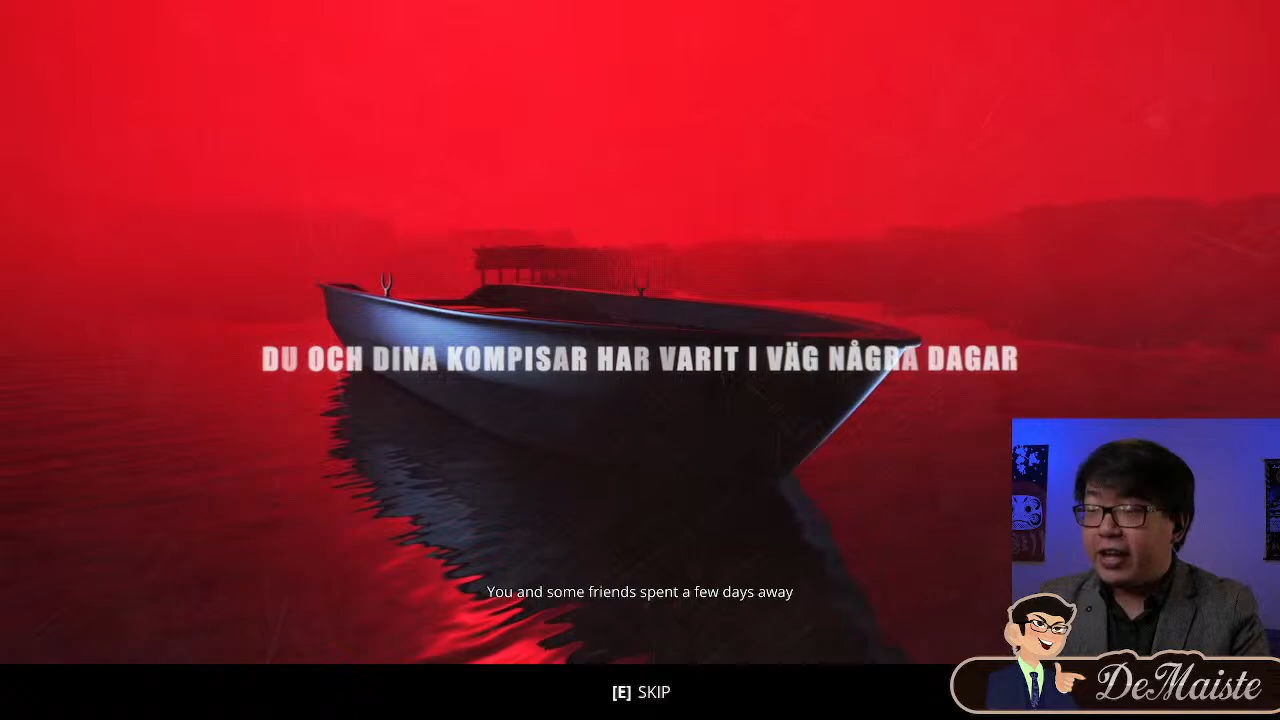 DU OCH DINA KOMPISAR HAR VARIT I VÄG NÅGRA DAGAR
You and some friends spent a few days away
[E] SKIP
DeMaiste